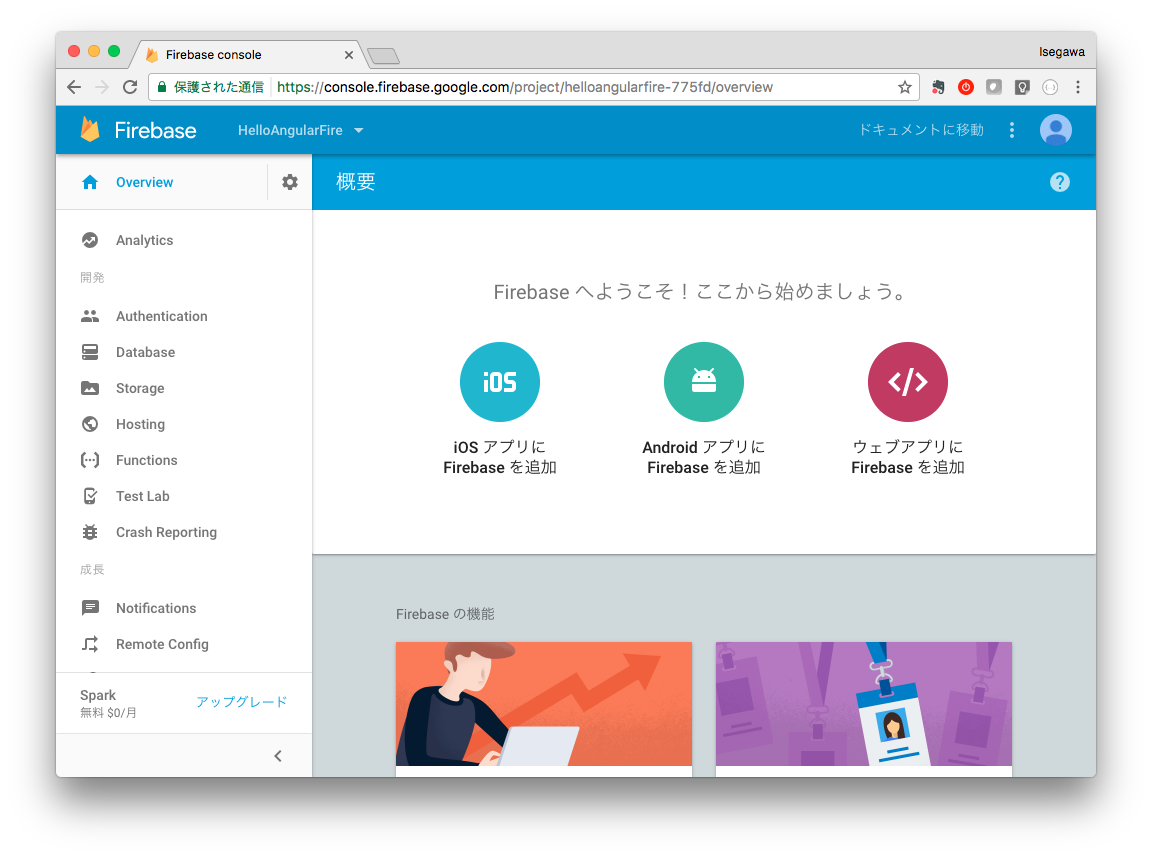 Firebase console
Isegawa
保護された通信
https://console.firebase.google.com/project/helloangularfire-775fd/overview
Firebase
HelloAngularFire
ドキュメントに移動
Overview
概要
Analytics
開発
Authentication
Database
Storage
Hosting
Functions
Test Lab
Crash Reporting
成長
Notifications
Remote Config
Spark
無料 $0/月
アップグレード
Firebase へようこそ！ここから始めましょう。
iOS
iOS アプリに
Firebase を追加
Android アプリに
Firebase を追加
ウェブアプリに
Firebase を追加
Firebase の機能